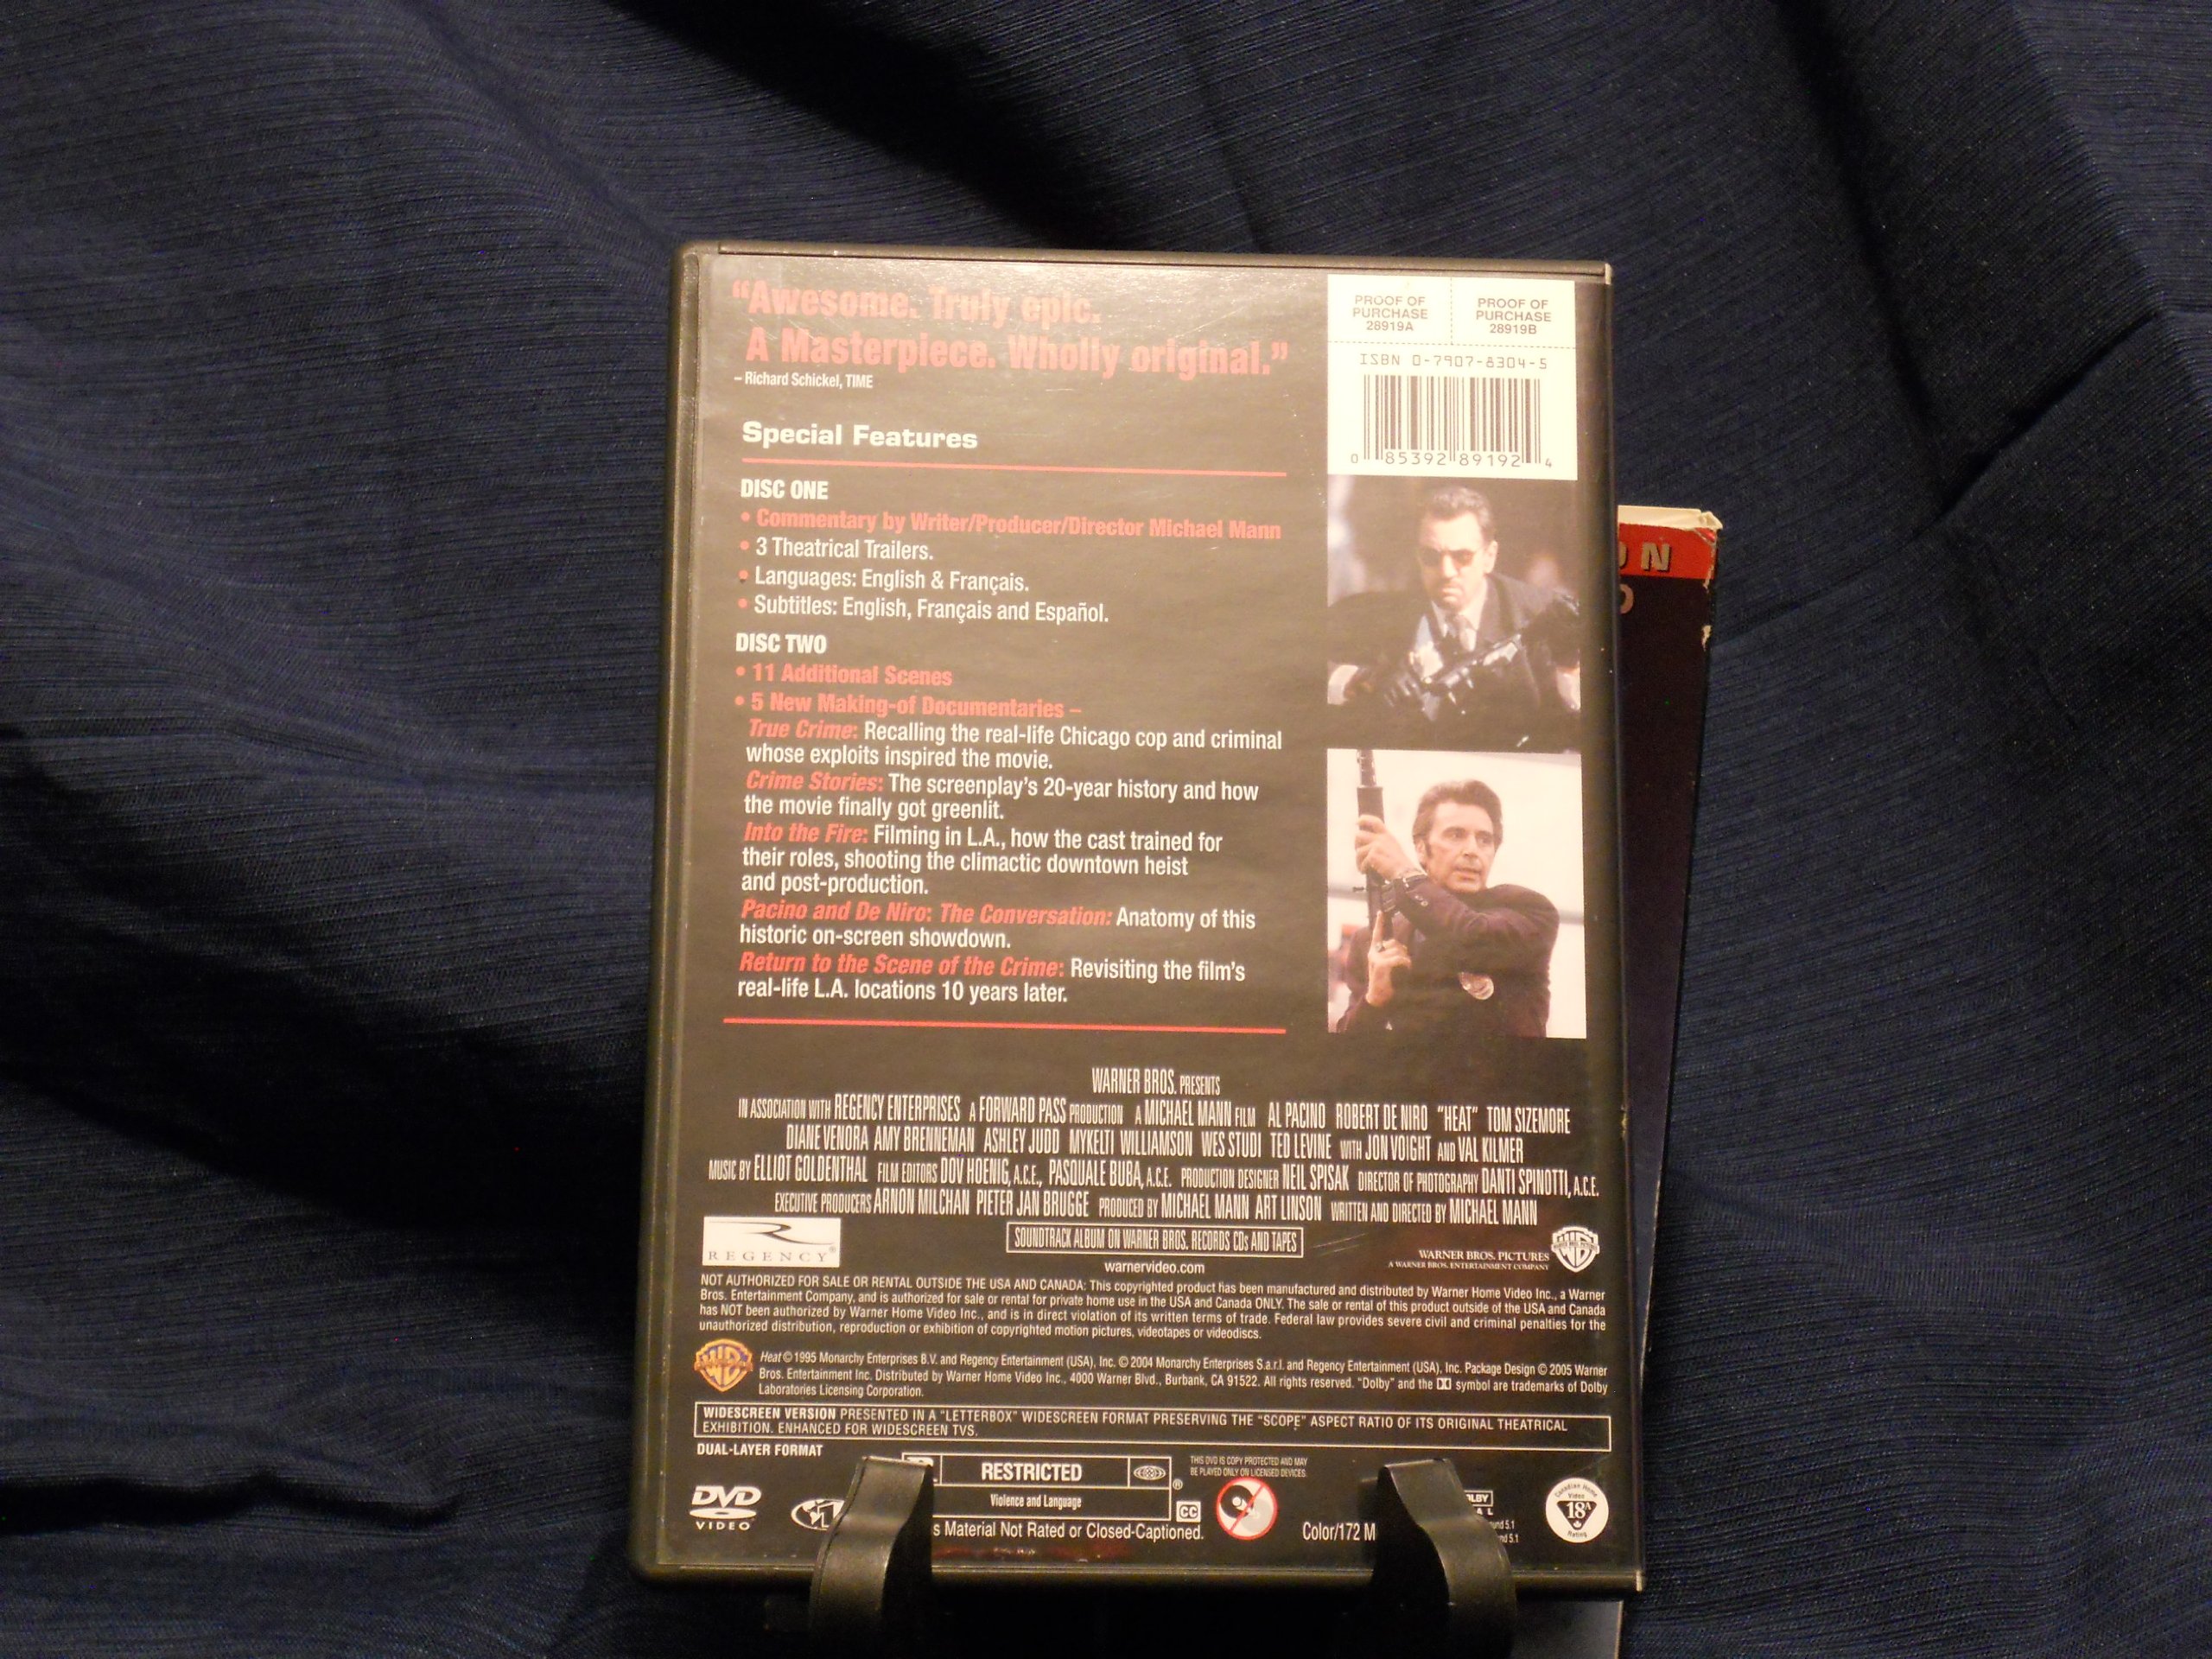 “Awesome. Truly epic.
A Masterpiece. Wholly original.”
– Richard Schickel, TIME
Special Features
DISC ONE
• Commentary by Writer/Producer/Director Michael Mann
• 3 Theatrical Trailers.
• Languages: English & Français.
• Subtitles: English, Français and Español.
DISC TWO
• 11 Additional Scenes
• 5 New Making-of Documentaries –
True Crime: Recalling the real-life Chicago cop and criminal
whose exploits inspired the movie.
Crime Stories: The screenplay’s 20-year history and how
the movie finally got greenlit.
Into the Fire: Filming in L.A., how the cast trained for
their roles, shooting the climactic downtown heist
and post-production.
Pacino and De Niro: The Conversation: Anatomy of this
historic on-screen showdown.
Return to the Scene of the Crime: Revisiting the film’s
real-life L.A. locations 10 years later.
PROOF OF
PURCHASE
28919A
PROOF OF
PURCHASE
28919B
ISBN 0-7907-8304-5
0 85392 89192 4
ON
O
WARNER BROS. PRESENTS
IN ASSOCIATION WITH REGENCY ENTERPRISES A FORWARD PASS PRODUCTION A MICHAEL MANN FILM AL PACINO ROBERT DE NIRO “HEAT” TOM SIZEMORE
DIANE VENORA AMY BRENNEMAN ASHLEY JUDD MYKELTI WILLIAMSON WES STUDI TED LEVINE WITH JON VOIGHT AND VAL KILMER
MUSIC BY ELLIOT GOLDENTHAL FILM EDITORS DOV HOENIG, A.C.E., PASQUALE BUBA, A.C.E. PRODUCTION DESIGNER NEIL SPISAK DIRECTOR OF PHOTOGRAPHY DANTI SPINOTTI, A.C.E.
EXECUTIVE PRODUCERS ARNON MILCHAN PIETER JAN BRUGGE PRODUCED BY MICHAEL MANN ART LINSON WRITTEN AND DIRECTED BY MICHAEL MANN
REGENCY®
SOUNDTRACK ALBUM ON WARNER BROS. RECORDS CDs AND TAPES
warnervideo.com
WARNER BROS. PICTURES
A WARNER BROS. ENTERTAINMENT COMPANY
WB
NOT AUTHORIZED FOR SALE OR RENTAL OUTSIDE THE USA AND CANADA: This copyrighted product has been manufactured and distributed by Warner Home Video Inc., a Warner
Bros. Entertainment Company, and is authorized for sale or rental for private home use in the USA and Canada ONLY. The sale or rental of this product outside of the USA and Canada
has NOT been authorized by Warner Home Video Inc., and is in direct violation of its written terms of trade. Federal law provides severe civil and criminal penalties for the
unauthorized distribution, reproduction or exhibition of copyrighted motion pictures, videotapes or videodiscs.
WB
Heat © 1995 Monarchy Enterprises B.V. and Regency Entertainment (USA), Inc. © 2004 Monarchy Enterprises S.a.r.l. and Regency Entertainment (USA), Inc. Package Design © 2005 Warner
Bros. Entertainment Inc. Distributed by Warner Home Video Inc., 4000 Warner Blvd., Burbank, CA 91522. All rights reserved. “Dolby” and the DD symbol are trademarks of Dolby
Laboratories Licensing Corporation.
WIDESCREEN VERSION PRESENTED IN A “LETTERBOX” WIDESCREEN FORMAT PRESERVING THE “SCOPE” ASPECT RATIO OF ITS ORIGINAL THEATRICAL
EXHIBITION. ENHANCED FOR WIDESCREEN TVS.
DUAL-LAYER FORMAT
DVD
VIDEO
1
R RESTRICTED ®
Violence and Language
CC
THIS DVD IS COPY PROTECTED AND MAY
BE PLAYED ONLY ON LICENSED DEVICES.
s Material Not Rated or Closed-Captioned.
Color/172 M
Canadian Home
Video
18A
Rating